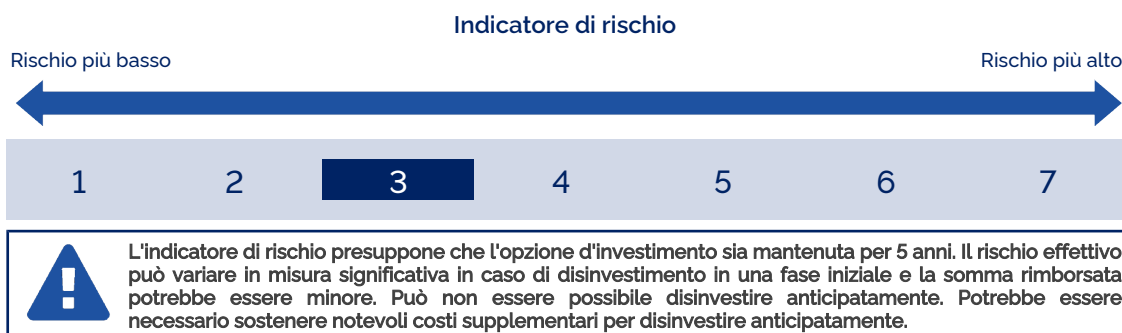 Indicatore di rischio
Rischio più basso
Rischio più alto
1 2 3 4 5 6 7
L'indicatore di rischio presuppone che l'opzione d'investimento sia mantenuta per 5 anni. Il rischio effettivo
può variare in misura significativa in caso di disinvestimento in una fase iniziale e la somma rimborsata
potrebbe essere minore. Può non essere possibile disinvestire anticipatamente. Potrebbe essere
necessario sostenere notevoli costi supplementari per disinvestire anticipatamente.